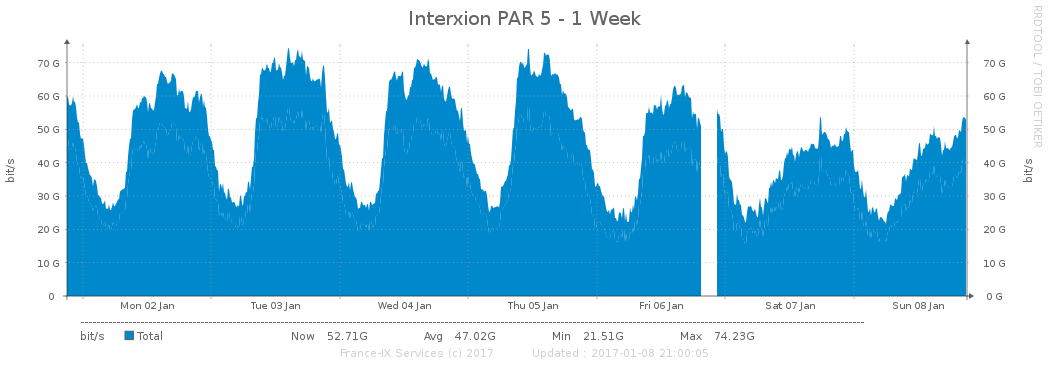 Interxion PAR 5 - 1 Week
RRDTOOL / TOBI OETIKER
bit/s
70 G 70 G
60 G 60 G
50 G 50 G
40 G 40 G
30 G 30 G
20 G 20 G
10 G 10 G
0 0 G
bit/s
Mon 02 Jan Tue 03 Jan Wed 04 Jan Thu 05 Jan Fri 06 Jan Sat 07 Jan Sun 08 Jan
bit/s Total Now 52.71G Avg 47.02G Min 21.51G Max 74.23G
France-IX Services (c) 2017 Updated : 2017-01-08 21:00:05